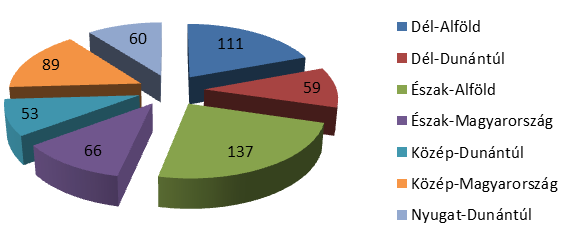 60
111
Dél-Alföld
Dél-Dunántúl
89
59
Észak-Alföld
Észak-Magyarország
53
Közép-Dunántúl
66
137
Közép-Magyarország
Nyugat-Dunántúl